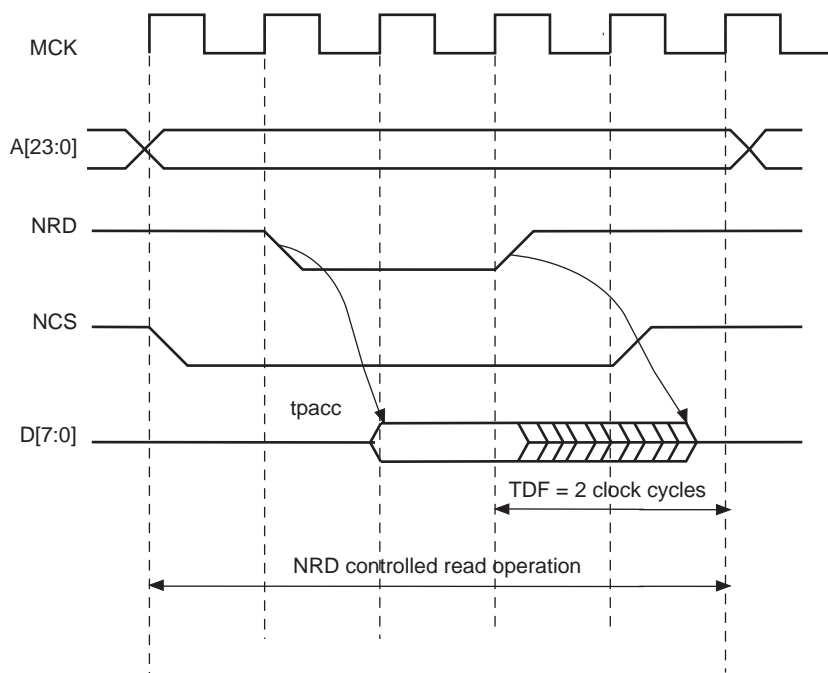 MCK
A[23:0]
NRD
NCS
tpacc
D[7:0]
TDF = 2 clock cycles
NRD controlled read operation